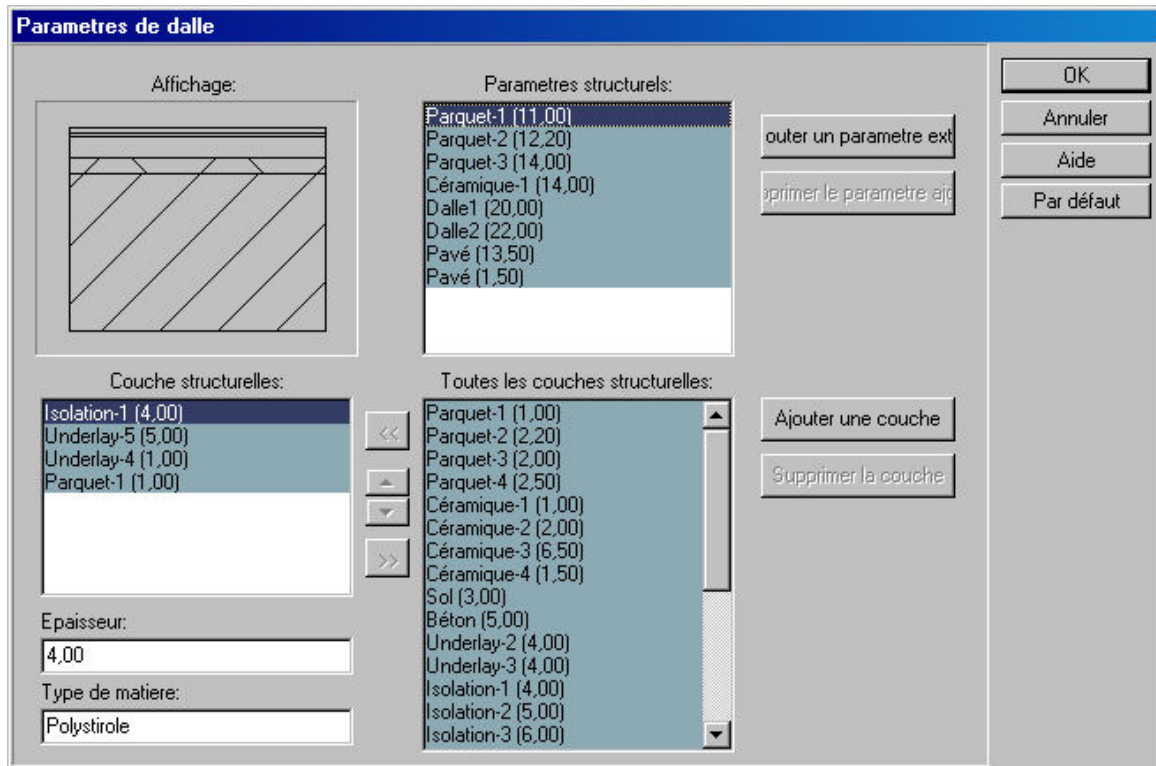 Parametres de dalle
Affichage:
Parametres structurels:
Parquet-1 (11,00)
Parquet-2 (12,20)
Parquet-3 (14,00)
Céramique-1 (14,00)
Dalle1 (20,00)
Dalle2 (22,00)
Pavé (13,50)
Pavé (1,50)
outer un parametre ext
primer le parametre ajo
OK
Annuler
Aide
Par défaut
Couche structurelles:
Isolation-1 (4,00)
Underlay-5 (5,00)
Underlay-4 (1,00)
Parquet-1 (1,00)
<<
>>
Toutes les couches structurelles:
Parquet-1 (1,00)
Parquet-2 (2,20)
Parquet-3 (2,00)
Parquet-4 (2,50)
Céramique-1 (1,00)
Céramique-2 (2,00)
Céramique-3 (6,50)
Céramique-4 (1,50)
Sol (3,00)
Béton (5,00)
Underlay-2 (4,00)
Underlay-3 (4,00)
Isolation-1 (4,00)
Isolation-2 (5,00)
Isolation-3 (6,00)
Ajouter une couche
Supprimer la couche
Epaisseur:
4,00
Type de matiere:
Polystirole